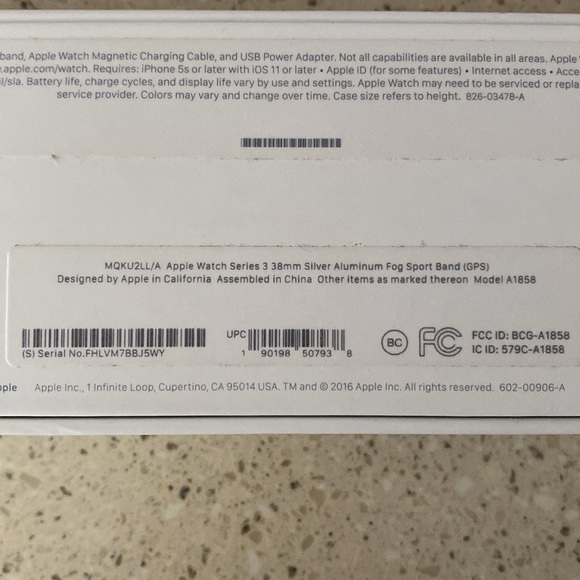 band, Apple Watch Magnetic Charging Cable, and USB Power Adapter. Not all capabilities are available in all areas. Apple
.apple.com/watch. Requires: iPhone 5s or later with iOS 11 or later • Apple ID (for some features) • Internet access •
Battery life, charge cycles, and display life vary by use and settings. Apple Watch may need to be serviced or
service provider. Colors may vary and change over time. Case size refers to height. 826-03478-A
MQKU2LL/A Apple Watch Series 3 38mm Silver Aluminum Fog Sport Band (GPS)
Designed by Apple in California Assembled in China Other items as marked thereon Model A1858
(S) Serial No.FHLVM7BBJ5WY
UPC
1 90198 50793 8
BC
FC
FCC ID: BCG-A1858
IC ID: 579C-A1858
Apple Inc., 1 Infinite Loop, Cupertino, CA 95014 USA. TM and © 2016 Apple Inc. All rights reserved. 602-00906-A